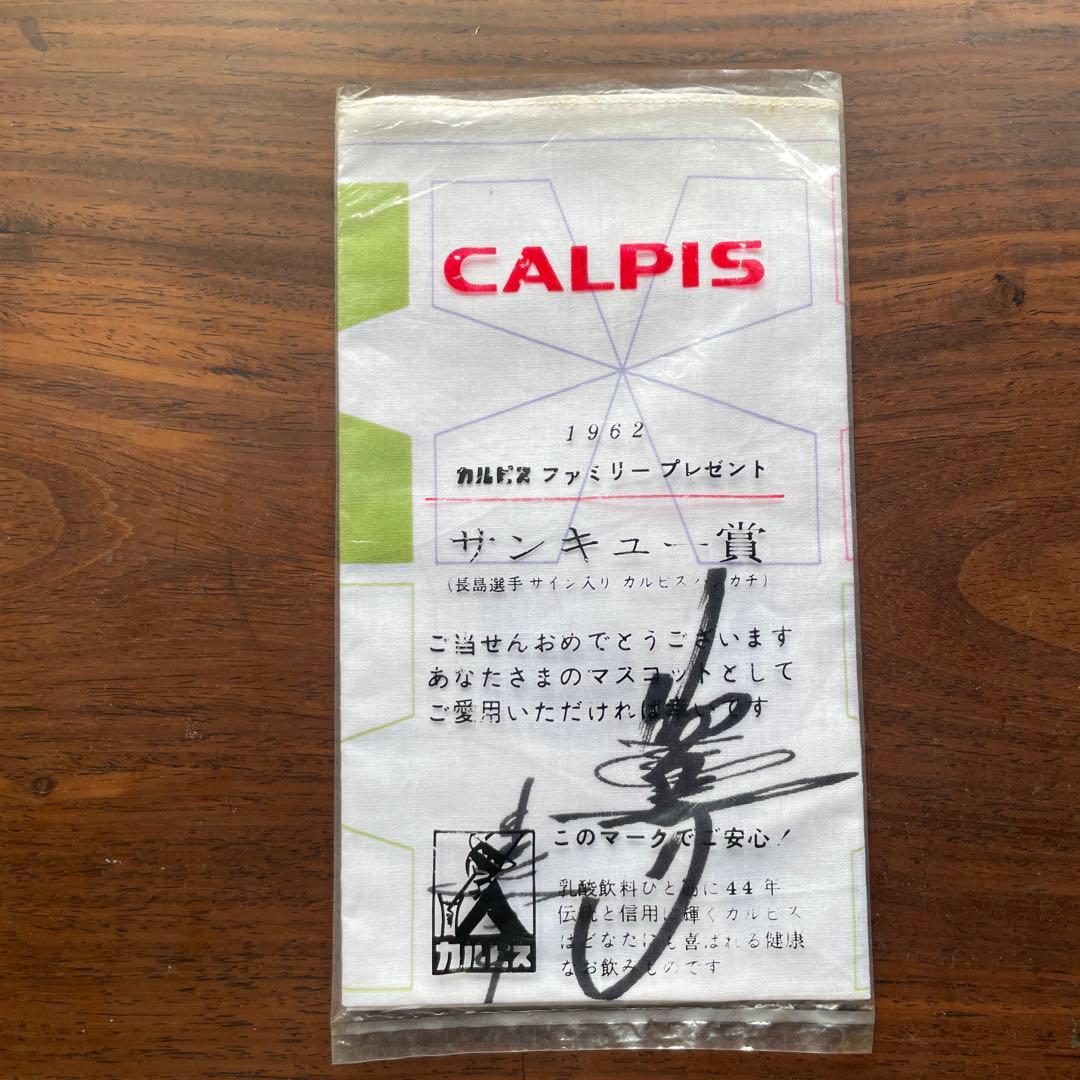 CALPIS
1962
カルピス ファミリープレゼント
サンキュー賞
(長島選手サイン入り カルピスハンカチ)
ご当せんおめでとうございます
あなたさまのマスコットとして
ご愛用いただければ幸いです
このマークでご安心!
乳酸飲料ひと筋に44年
伝統と信用に輝くカルピス
はどなたにも喜ばれる健康
なお飲みものです
カルピス